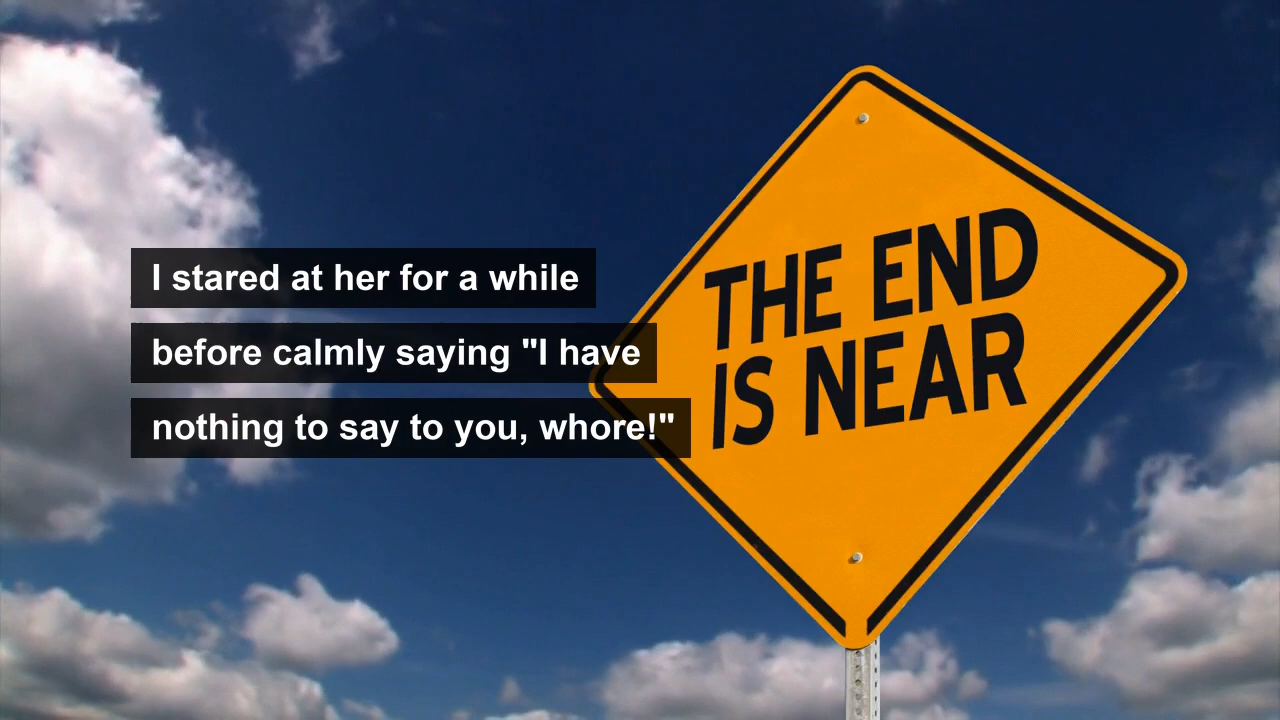 I stared at her for a while
before calmly saying "I have
nothing to say to you, whore!"
THE END
IS NEAR